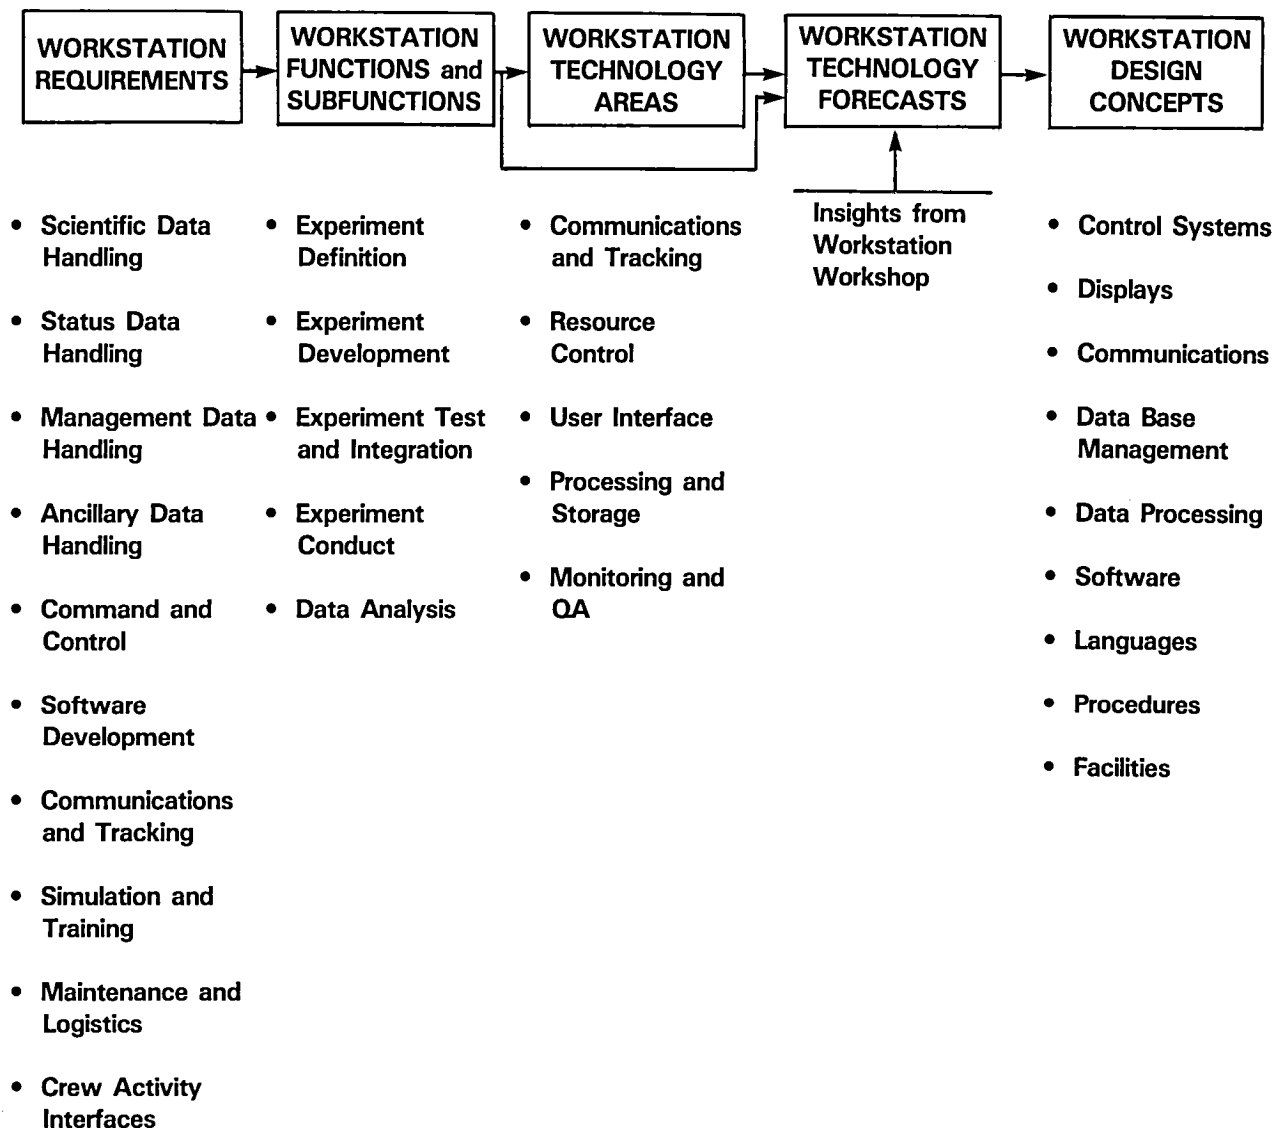 WORKSTATION
REQUIREMENTS
WORKSTATION
FUNCTIONS and
SUBFUNCTIONS
WORKSTATION
TECHNOLOGY
AREAS
WORKSTATION
TECHNOLOGY
FORECASTS
WORKSTATION
DESIGN
CONCEPTS
• Scientific Data
Handling
• Status Data
Handling
• Management Data
Handling
• Ancillary Data
Handling
• Command and
Control
• Software
Development
• Communications
and Tracking
• Simulation and
Training
• Maintenance and
Logistics
• Crew Activity
Interfaces
• Experiment
Definition
• Experiment
Development
• Experiment Test
and Integration
• Experiment
Conduct
• Data Analysis
• Communications
and Tracking
• Resource
Control
• User Interface
• Processing and
Storage
• Monitoring and
QA
Insights from
Workstation
Workshop
• Control Systems
• Displays
• Communications
• Data Base
Management
• Data Processing
• Software
• Languages
• Procedures
• Facilities